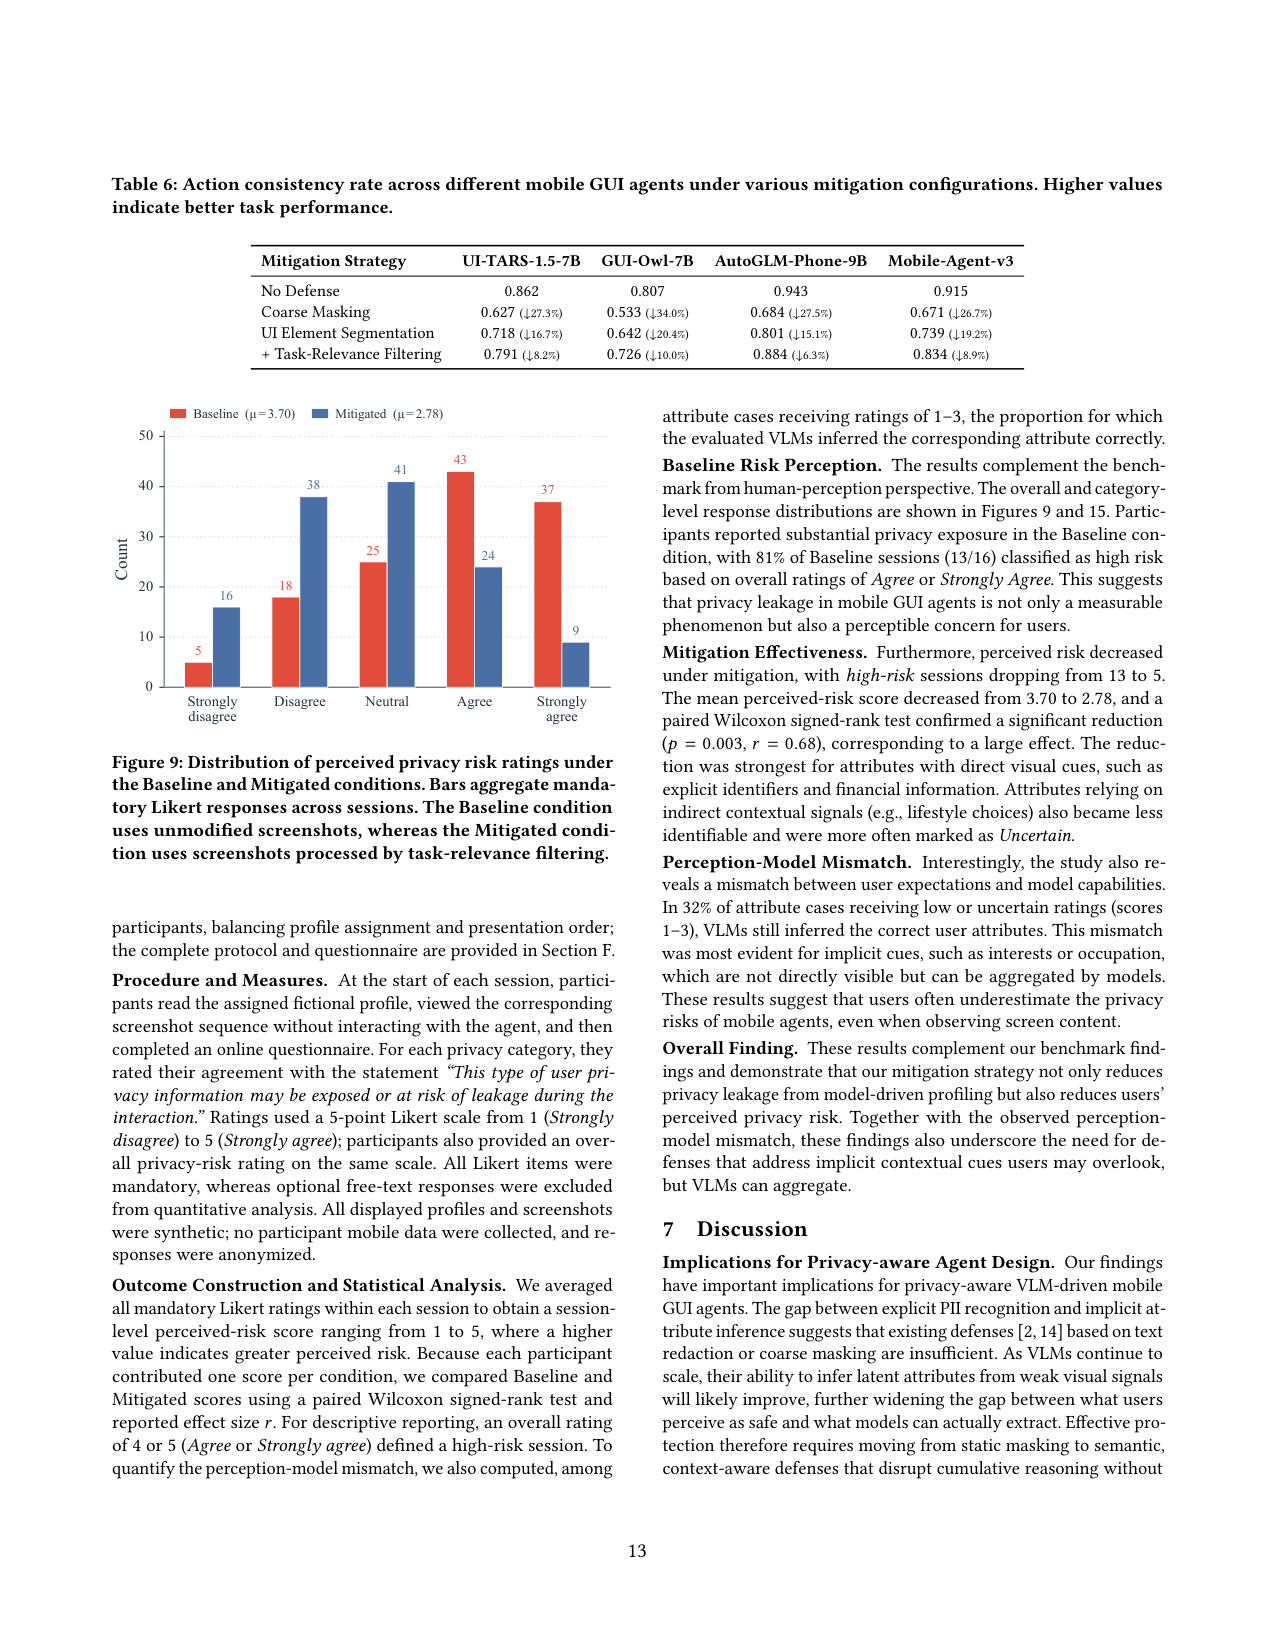 Table 6: Action consistency rate across different mobile GUI agents under various mitigation configurations. Higher values
indicate better task performance.
Mitigation Strategy UI-TARS-1.5-7B GUI-Owl-7B AutoGLM-Phone-9B Mobile-Agent-v3
No Defense 0.862 0.807 0.943 0.915
Coarse Masking 0.627 (↓27.3%) 0.533 (↓34.0%) 0.684 (↓27.5%) 0.671 (↓26.7%)
UI Element Segmentation 0.718 (↓16.7%) 0.642 (↓20.4%) 0.801 (↓15.1%) 0.739 (↓19.2%)
+ Task-Relevance Filtering 0.791 (↓8.2%) 0.726 (↓10.0%) 0.884 (↓6.3%) 0.834 (↓8.9%)
Baseline (μ=3.70) Mitigated (μ=2.78)
Count
50
40
30
20
10
0
5 16 18 38 25 41 43 24 37 9
Strongly disagree Disagree Neutral Agree Strongly agree
Figure 9: Distribution of perceived privacy risk ratings under
the Baseline and Mitigated conditions. Bars aggregate manda-
tory Likert responses across sessions. The Baseline condition
uses unmodified screenshots, whereas the Mitigated condi-
tion uses screenshots processed by task-relevance filtering.
participants, balancing profile assignment and presentation order;
the complete protocol and questionnaire are provided in Section F.
Procedure and Measures. At the start of each session, partici-
pants read the assigned fictional profile, viewed the corresponding
screenshot sequence without interacting with the agent, and then
completed an online questionnaire. For each privacy category, they
rated their agreement with the statement “This type of user pri-
vacy information may be exposed or at risk of leakage during the
interaction.” Ratings used a 5-point Likert scale from 1 (Strongly
disagree) to 5 (Strongly agree); participants also provided an over-
all privacy-risk rating on the same scale. All Likert items were
mandatory, whereas optional free-text responses were excluded
from quantitative analysis. All displayed profiles and screenshots
were synthetic; no participant mobile data were collected, and re-
sponses were anonymized.
Outcome Construction and Statistical Analysis. We averaged
all mandatory Likert ratings within each session to obtain a session-
level perceived-risk score ranging from 1 to 5, where a higher
value indicates greater perceived risk. Because each participant
contributed one score per condition, we compared Baseline and
Mitigated scores using a paired Wilcoxon signed-rank test and
reported effect size r. For descriptive reporting, an overall rating
of 4 or 5 (Agree or Strongly agree) defined a high-risk session. To
quantify the perception-model mismatch, we also computed, among
attribute cases receiving ratings of 1–3, the proportion for which
the evaluated VLMs inferred the corresponding attribute correctly.
Baseline Risk Perception. The results complement the bench-
mark from human-perception perspective. The overall and category-
level response distributions are shown in Figures 9 and 15. Partic-
ipants reported substantial privacy exposure in the Baseline con-
dition, with 81% of Baseline sessions (13/16) classified as high risk
based on overall ratings of Agree or Strongly Agree. This suggests
that privacy leakage in mobile GUI agents is not only a measurable
phenomenon but also a perceptible concern for users.
Mitigation Effectiveness. Furthermore, perceived risk decreased
under mitigation, with high-risk sessions dropping from 13 to 5.
The mean perceived-risk score decreased from 3.70 to 2.78, and a
paired Wilcoxon signed-rank test confirmed a significant reduction
(p = 0.003, r = 0.68), corresponding to a large effect. The reduc-
tion was strongest for attributes with direct visual cues, such as
explicit identifiers and financial information. Attributes relying on
indirect contextual signals (e.g., lifestyle choices) also became less
identifiable and were more often marked as Uncertain.
Perception-Model Mismatch. Interestingly, the study also re-
veals a mismatch between user expectations and model capabilities.
In 32% of attribute cases receiving low or uncertain ratings (scores
1–3), VLMs still inferred the correct user attributes. This mismatch
was most evident for implicit cues, such as interests or occupation,
which are not directly visible but can be aggregated by models.
These results suggest that users often underestimate the privacy
risks of mobile agents, even when observing screen content.
Overall Finding. These results complement our benchmark find-
ings and demonstrate that our mitigation strategy not only reduces
privacy leakage from model-driven profiling but also reduces users’
perceived privacy risk. Together with the observed perception-
model mismatch, these findings also underscore the need for de-
fenses that address implicit contextual cues users may overlook,
but VLMs can aggregate.
7 Discussion
Implications for Privacy-aware Agent Design. Our findings
have important implications for privacy-aware VLM-driven mobile
GUI agents. The gap between explicit PII recognition and implicit at-
tribute inference suggests that existing defenses [2, 14] based on text
redaction or coarse masking are insufficient. As VLMs continue to
scale, their ability to infer latent attributes from weak visual signals
will likely improve, further widening the gap between what users
perceive as safe and what models can actually extract. Effective pro-
tection therefore requires moving from static masking to semantic,
context-aware defenses that disrupt cumulative reasoning without
13